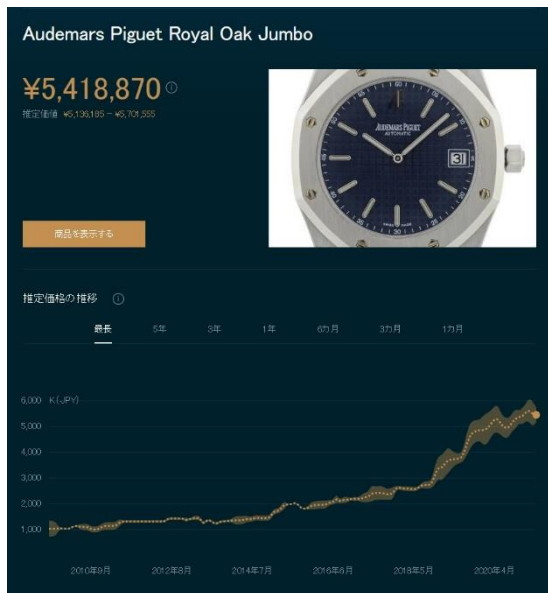 Audemars Piguet Royal Oak Jumbo
¥5,418,870
推定価値 ¥5,136,185 – ¥5,701,555
AUDEMARS PIGUET
AUTOMATIC
31
商品を表示する
推定価格の推移
最長 5年 3年 1年 6カ月 3カ月 1カ月
6,000 K(JPY)
5,000
4,000
3,000
2,000
1,000
2010年9月 2012年8月 2014年7月 2016年6月 2018年5月 2020年4月